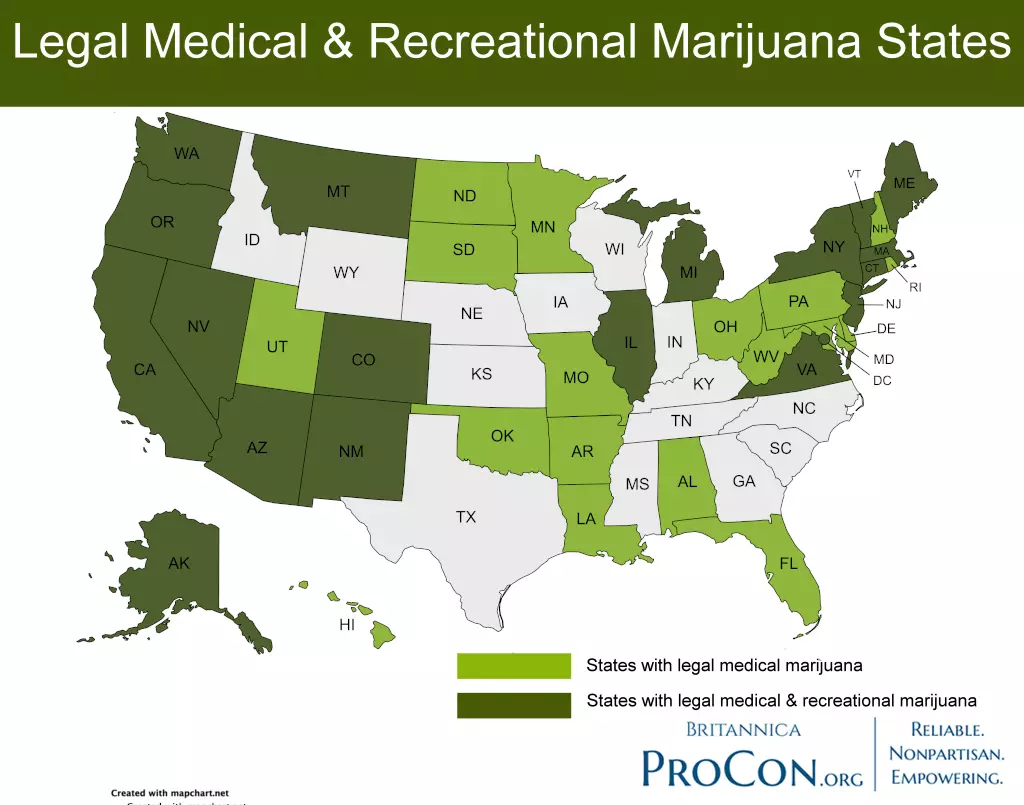 Legal Medical & Recreational Marijuana States
WA
MT
ND
MN
VT
ME
OR
ID
SD
WI
NY
NH
MA
WY
MI
CT
RI
NV
NE
IA
PA
NJ
UT
CO
IL
IN
OH
DE
CA
KS
MO
WV
VA
MD
KY
DC
AZ
NM
OK
AR
TN
NC
SC
TX
LA
MS
AL
GA
AK
FL
HI
States with legal medical marijuana
States with legal medical & recreational marijuana
BRITANNICA
PROCON.ORG
RELIABLE.
NONPARTISAN.
EMPOWERING.
Created with mapchart.net